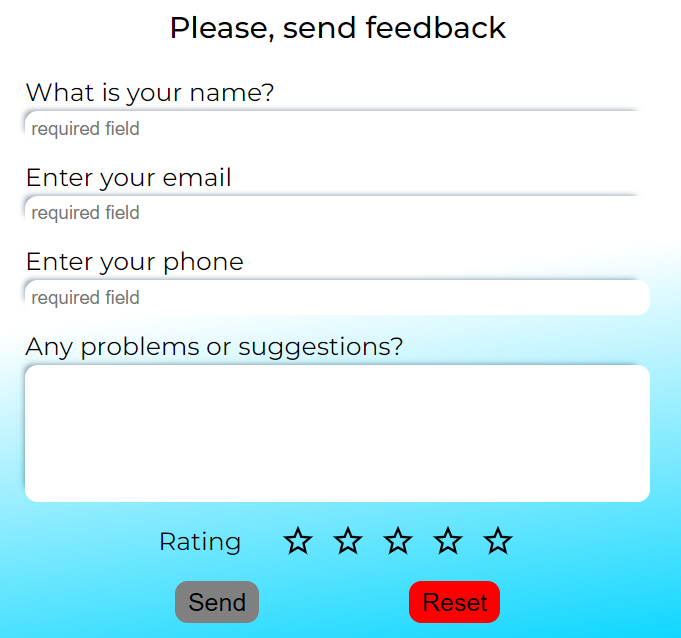 Please, send feedback
What is your name?
required field
Enter your email
required field
Enter your phone
required field
Any problems or suggestions?
Rating
Send Reset